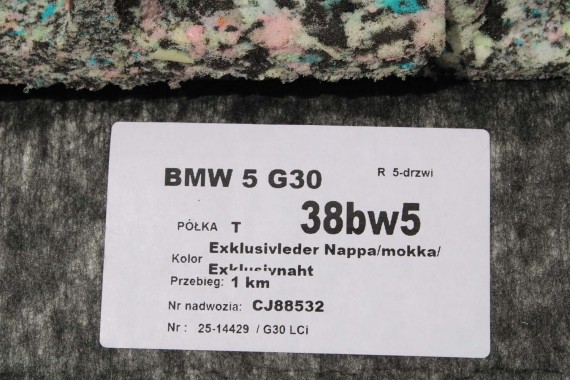 BMW 5 G30 R 5-drzwi
PÓŁKA T 38bw5
Kolor Exklusivleder Nappa/mokka/
Exklusivnaht
Przebieg: 1 km
Nr nadwozia: CJ88532
Nr : 25-14429 / G30 LCi